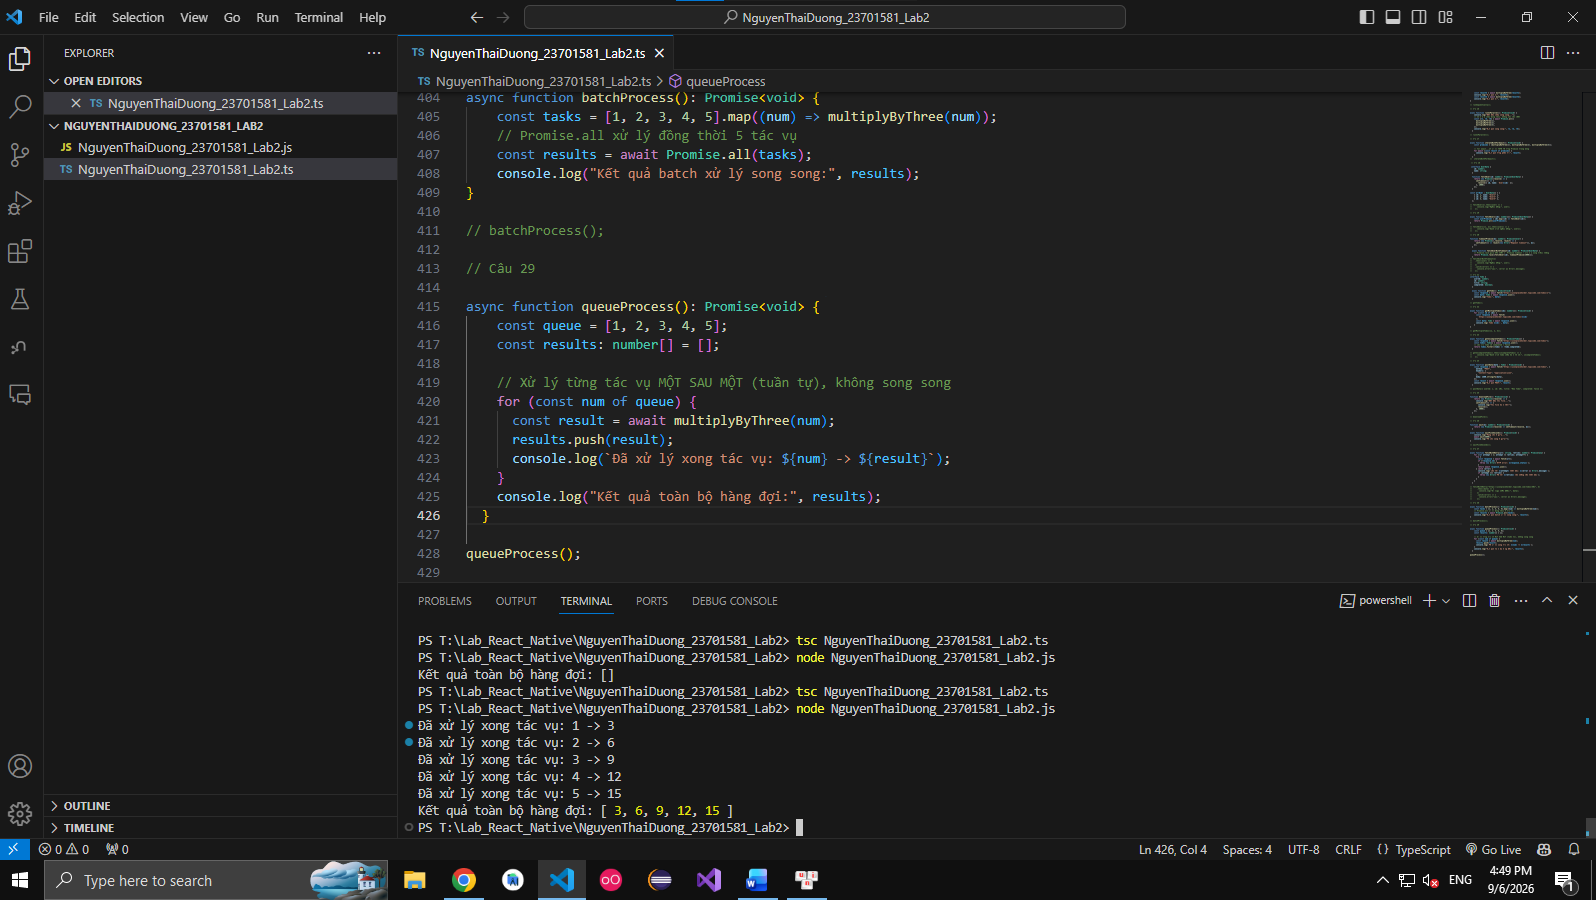 File Edit Selection View Go Run Terminal Help
NguyenThaiDuong_23701581_Lab2
EXPLORER
OPEN EDITORS
TS NguyenThaiDuong_23701581_Lab2.ts
NGUYENTHAIDUONG_23701581_LAB2
JS NguyenThaiDuong_23701581_Lab2.js
TS NguyenThaiDuong_23701581_Lab2.ts
OUTLINE
TIMELINE
TS NguyenThaiDuong_23701581_Lab2.ts
TS NguyenThaiDuong_23701581_Lab2.ts > queueProcess
404 async function batchProcess(): Promise<void> {
405 const tasks = [1, 2, 3, 4, 5].map((num) => multiplyByThree(num));
406 // Promise.all xử lý đồng thời 5 tác vụ
407 const results = await Promise.all(tasks);
408 console.log("Kết quả batch xử lý song song:", results);
409 }
410
411 // batchProcess();
412
413 // Câu 29
414
415 async function queueProcess(): Promise<void> {
416 const queue = [1, 2, 3, 4, 5];
417 const results: number[] = [];
418
419 // Xử lý từng tác vụ MỘT SAU MỘT (tuần tự), không song song
420 for (const num of queue) {
421 const result = await multiplyByThree(num);
422 results.push(result);
423 console.log(`Đã xử lý xong tác vụ: ${num} -> ${result}`);
424 }
425 console.log("Kết quả toàn bộ hàng đợi:", results);
426 }
427
428 queueProcess();
429
PROBLEMS OUTPUT TERMINAL PORTS DEBUG CONSOLE
powershell
PS T:\Lab_React_Native\NguyenThaiDuong_23701581_Lab2> tsc NguyenThaiDuong_23701581_Lab2.ts
PS T:\Lab_React_Native\NguyenThaiDuong_23701581_Lab2> node NguyenThaiDuong_23701581_Lab2.js
Kết quả toàn bộ hàng đợi: []
PS T:\Lab_React_Native\NguyenThaiDuong_23701581_Lab2> tsc NguyenThaiDuong_23701581_Lab2.ts
PS T:\Lab_React_Native\NguyenThaiDuong_23701581_Lab2> node NguyenThaiDuong_23701581_Lab2.js
Đã xử lý xong tác vụ: 1 -> 3
Đã xử lý xong tác vụ: 2 -> 6
Đã xử lý xong tác vụ: 3 -> 9
Đã xử lý xong tác vụ: 4 -> 12
Đã xử lý xong tác vụ: 5 -> 15
Kết quả toàn bộ hàng đợi: [ 3, 6, 9, 12, 15 ]
PS T:\Lab_React_Native\NguyenThaiDuong_23701581_Lab2>
0 0 0
Ln 426, Col 4 Spaces: 4 UTF-8 CRLF {} TypeScript Go Live
Type here to search
ENG
4:49 PM
9/6/2026
1